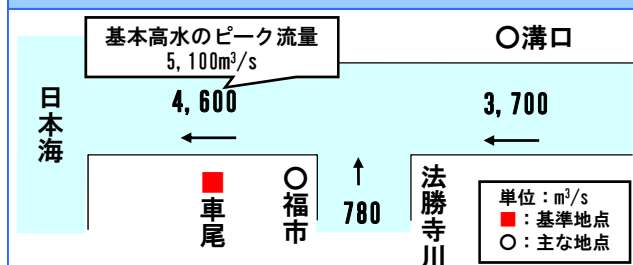 基本高水のピーク流量
5,100m³/s
溝口
日本海
4,600
3,700
車尾
福市
780
法勝寺川
単位：m³/s
■：基準地点
○：主な地点